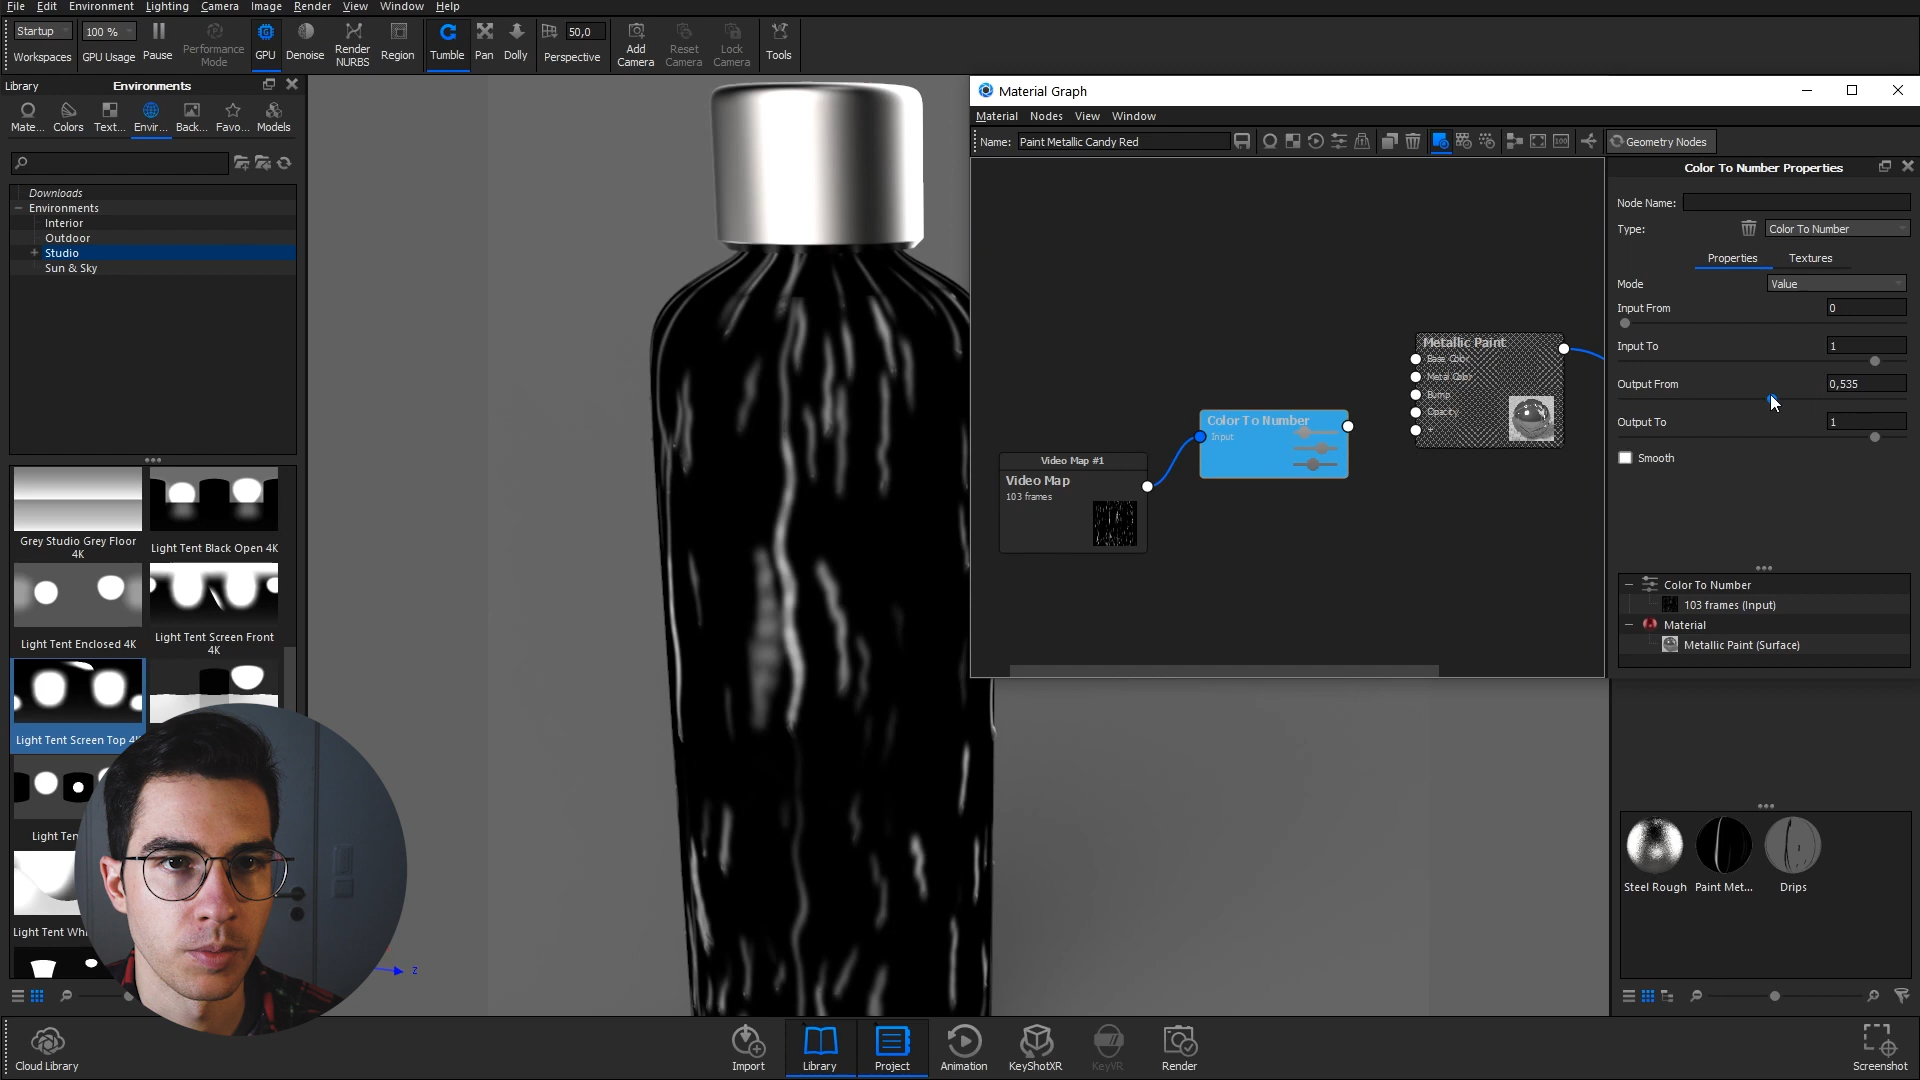 File Edit Environment Lighting Camera Image Render View Window Help
Startup
100 %
50,0
Workspaces
GPU Usage
Pause
Performance
Mode
GPU
Denoise
Render
NURBS
Region
Tumble
Pan
Dolly
Perspective
Add
Camera
Reset
Camera
Lock
Camera
Tools
Library
Environments
Mate...
Colors
Text...
Envir...
Back...
Favo...
Models
Downloads
Environments
Interior
Outdoor
Studio
Sun & Sky
Grey Studio Grey Floor
4K
Light Tent Black Open 4K
Light Tent Enclosed 4K
Light Tent Screen Front
4K
Light Tent Screen Top 4K
Light Ten
Light Tent Whi
z
Material Graph
Material Nodes View Window
Name: Paint Metallic Candy Red
100
Geometry Nodes
Video Map #1
Video Map
103 frames
Color To Number
Input
Metallic Paint
Base Color
Metal Color
Bump
Opacity
+
Color To Number Properties
Node Name:
Type: Color To Number
Properties Textures
Mode Value
Input From 0
Input To 1
Output From 0,535
Output To 1
Smooth
Color To Number
103 frames (Input)
Material
Metallic Paint (Surface)
Steel Rough
Paint Met...
Drips
Cloud Library
Import
Library
Project
Animation
KeyShotXR
KeyVR
Render
Screenshot